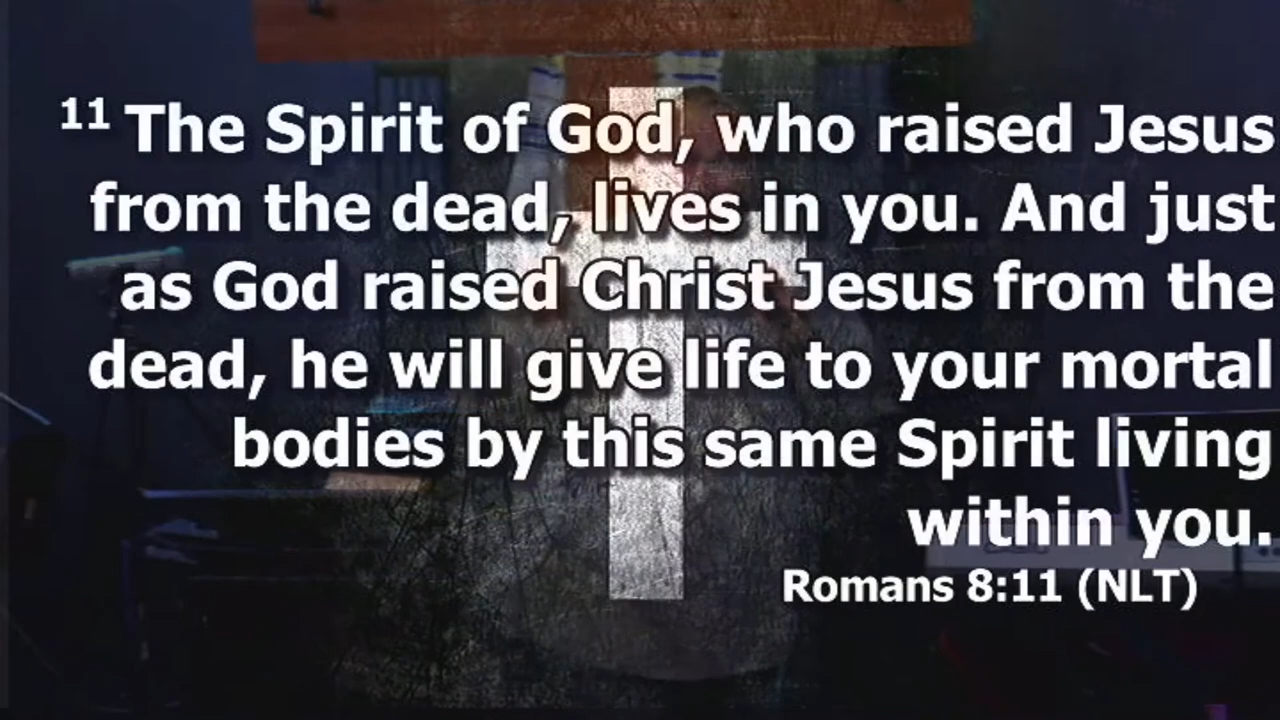 11 The Spirit of God, who raised Jesus
from the dead, lives in you. And just
as God raised Christ Jesus from the
dead, he will give life to your mortal
bodies by this same Spirit living
within you.
Romans 8:11 (NLT)